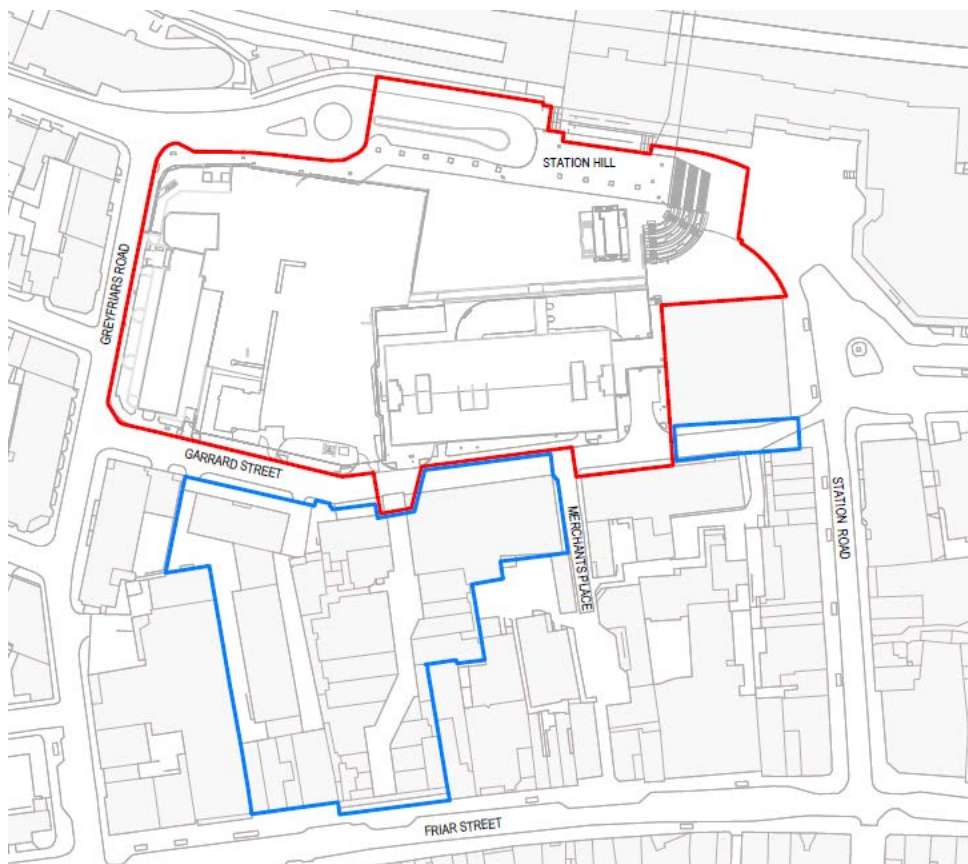 STATION HILL
GREYFRIARS ROAD
GARRARD STREET
MERCHANTS PLACE
STATION ROAD
FRIAR STREET